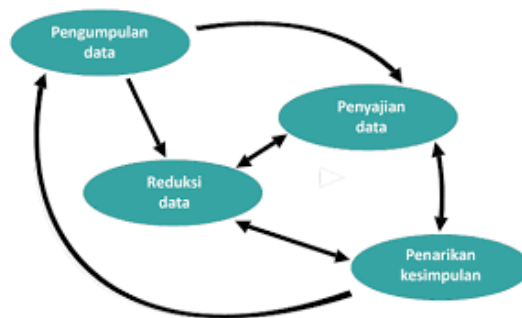 Pengumpulan
data
Penyajian
data
Reduksi
data
Penarikan
kesimpulan